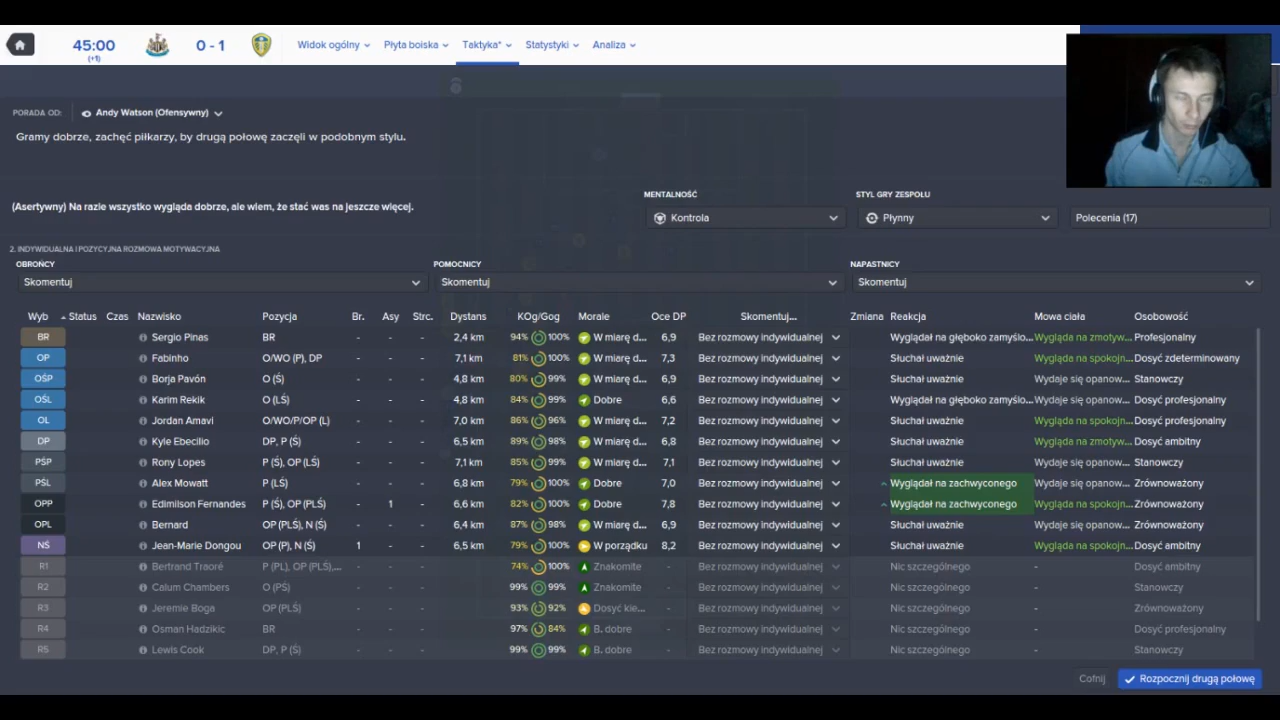 45:00 0 - 1 Widok ogólny Płyta boiska Taktyka* Statystyki Analiza
(+1)
PORADA OD: Andy Watson (Ofensywny)
Gramy dobrze, zachęć piłkarzy, by drugą połowę zaczęli w podobnym stylu.
MENTALNOŚĆ STYL GRY ZESPOŁU
(Asertywny) Na razie wszystko wygląda dobrze, ale wiem, że stać was na jeszcze więcej.
Kontrola Płynny Polecenia (17)
2. INDYWIDUALNA I POZYCYJNA ROZMOWA MOTYWACYJNA
OBROŃCY POMOCNICY NAPASTNICY
Skomentuj Skomentuj Skomentuj
Wyb Status Czas Nazwisko Pozycja Br. Asy Strc. Dystans KOg/Gog Morale Oce DP Skomentuj... Zmiana Reakcja Mowa ciała Osobowość
BR Sergio Pinas BR - - - 2,4 km 94% 100% W miarę d... 6,9 Bez rozmowy indywidualnej Wyglądał na głęboko zamyślo... Wygląda na zmotyw... Profesjonalny
OP Fabinho O/WO (P), DP - - - 7,1 km 81% 100% W miarę d... 7,3 Bez rozmowy indywidualnej Słuchał uważnie Wygląda na spokojn... Dosyć zdeterminowany
OŚP Borja Pavón O (Ś) - - - 4,8 km 80% 99% W miarę d... 6,9 Bez rozmowy indywidualnej Słuchał uważnie Wydaje się opanow... Stanowczy
OŚL Karim Rekik O (LŚ) - - - 4,8 km 84% 99% Dobre 6,6 Bez rozmowy indywidualnej Wyglądał na głęboko zamyślo... Wydaje się opanow... Dosyć profesjonalny
OL Jordan Amavi O/WO/P/OP (L) - - - 7,0 km 86% 96% W miarę d... 7,2 Bez rozmowy indywidualnej Słuchał uważnie Wygląda na spokojn... Dosyć profesjonalny
DP Kyle Ebecilio DP, P (Ś) - - - 6,5 km 89% 98% W miarę d... 6,8 Bez rozmowy indywidualnej Słuchał uważnie Wygląda na zmotyw... Dosyć ambitny
PŚP Rony Lopes P (Ś), OP (PLŚ) - - - 7,1 km 85% 99% W miarę d... 7,1 Bez rozmowy indywidualnej Słuchał uważnie Wydaje się opanow... Stanowczy
PŚL Alex Mowatt P (LŚ) - - - 6,8 km 79% 100% Dobre 7,0 Bez rozmowy indywidualnej Wyglądał na zachwyconego Wydaje się opanow... Zrównoważony
OPP Edimilson Fernandes P (Ś), OP (PLŚ) - 1 - 6,6 km 82% 100% Dobre 7,8 Bez rozmowy indywidualnej Wyglądał na zachwyconego Wygląda na spokojn... Zrównoważony
OPL Bernard OP (PLŚ), N (Ś) - - - 6,4 km 87% 98% W miarę d... 6,9 Bez rozmowy indywidualnej Słuchał uważnie Wydaje się opanow... Zrównoważony
NŚ Jean-Marie Dongou OP (P), N (Ś) 1 - - 6,5 km 79% 100% W porządku 8,2 Bez rozmowy indywidualnej Słuchał uważnie Wygląda na spokojn... Dosyć ambitny
R1 Bertrand Traoré P (PL), OP (PLŚ),... - - - 74% 100% Znakomite - Bez rozmowy indywidualnej Nic szczególnego - Dosyć ambitny
R2 Calum Chambers O (PŚ) - - - 99% 99% Znakomite - Bez rozmowy indywidualnej Nic szczególnego - Stanowczy
R3 Jeremie Boga OP (PLŚ) - - - 93% 92% Dosyć kie... - Bez rozmowy indywidualnej Nic szczególnego - Zrównoważony
R4 Osman Hadzikic BR - - - 97% 84% B. dobre - Bez rozmowy indywidualnej Nic szczególnego - Dosyć profesjonalny
R5 Lewis Cook DP, P (Ś) - - - 99% 99% B. dobre - Bez rozmowy indywidualnej Nic szczególnego - Stanowczy
Cofnij Rozpocznij drugą połowę